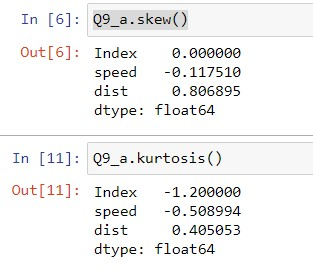 In [6]: Q9_a.skew()
Out[6]: Index 0.000000
speed -0.117510
dist 0.806895
dtype: float64
In [11]: Q9_a.kurtosis()
Out[11]: Index -1.200000
speed -0.508994
dist 0.405053
dtype: float64